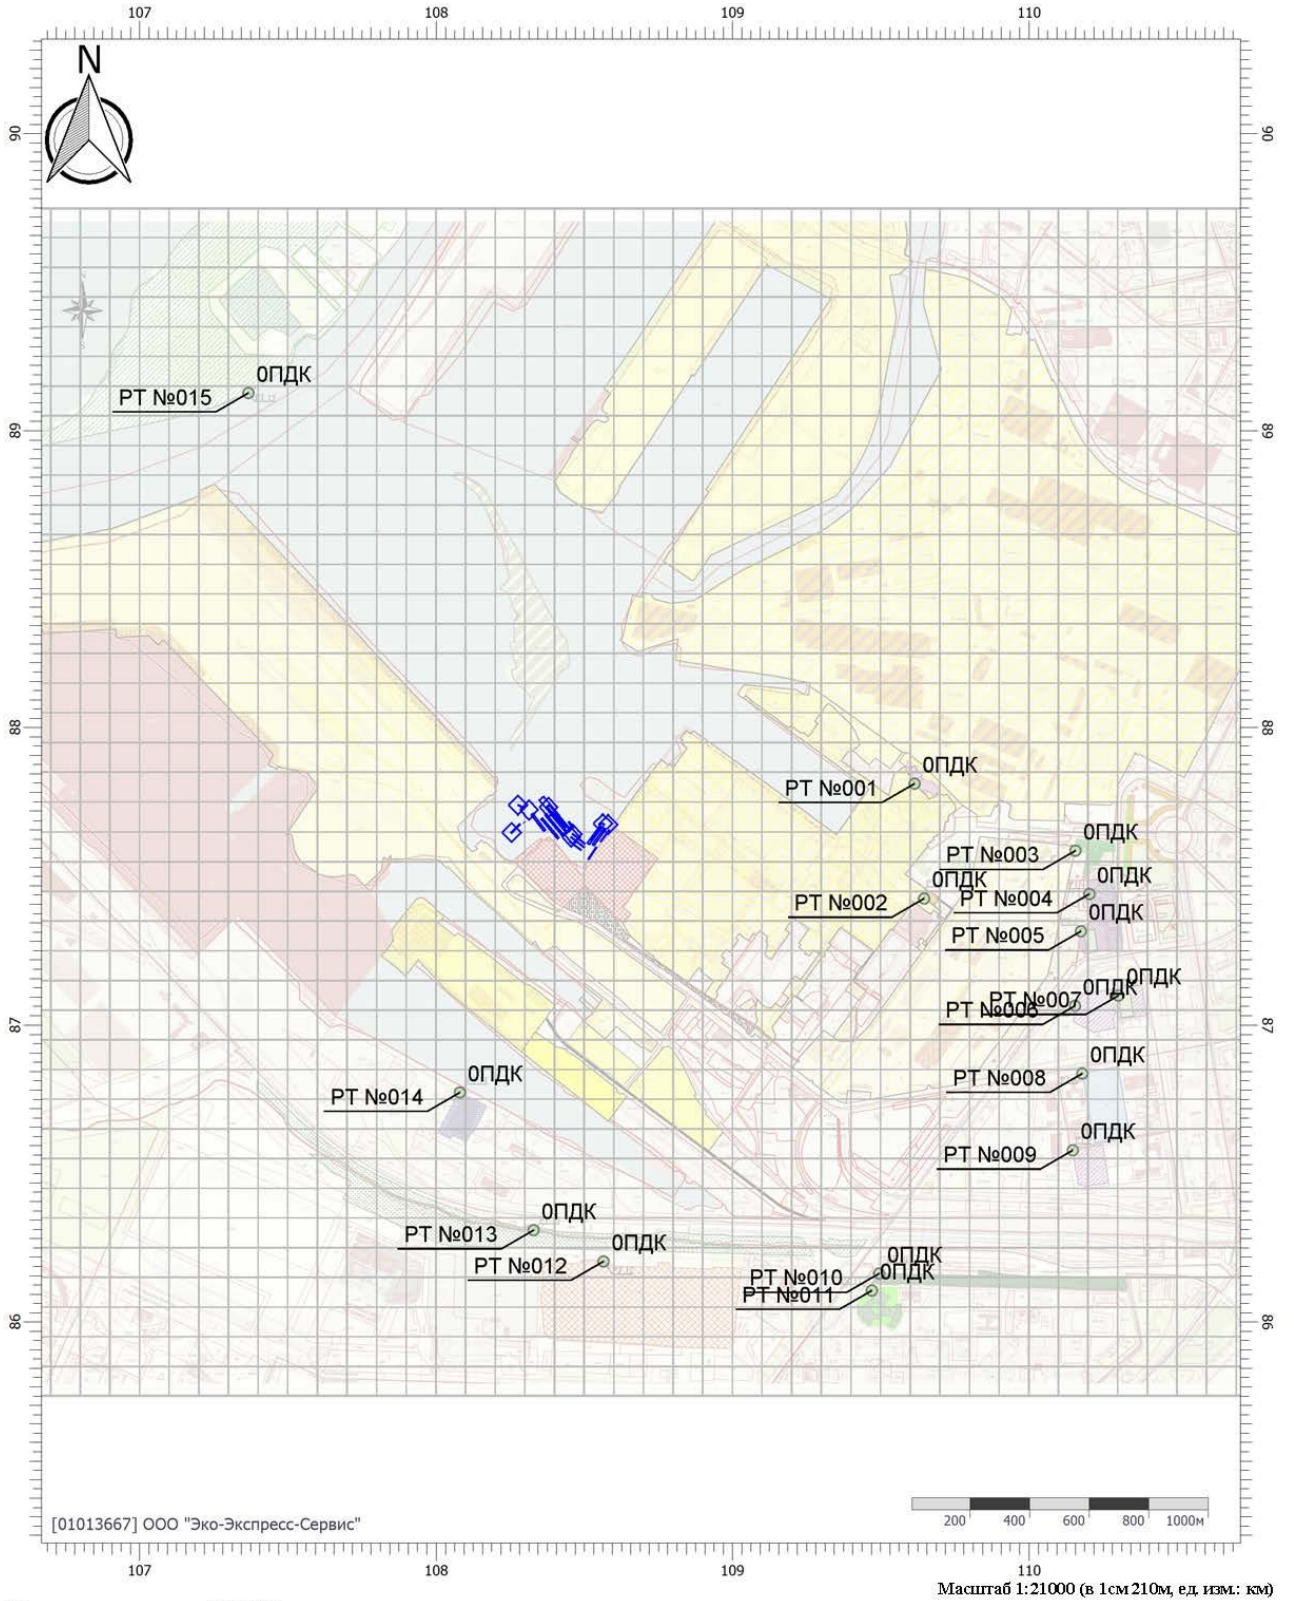 107 108 109 110
N
90 90
0ПДК
РТ №015
89 89
88 88
0ПДК
РТ №001
0ПДК
РТ №003
0ПДК
0ПДК
РТ №002
РТ №004
0ПДК
РТ №005
0ПДК
0ПДК
РТ №007
РТ №006
87 87
0ПДК
РТ №008
0ПДК
РТ №014
0ПДК
РТ №009
0ПДК
РТ №013
0ПДК
РТ №012
0ПДК
РТ №010
0ПДК
РТ №011
86 86
[01013667] ООО "Эко-Экспресс-Сервис"
200 400 600 800 1000м
107 108 109 110
Масштаб 1:21000 (в 1см 210м, ед. изм.: км)